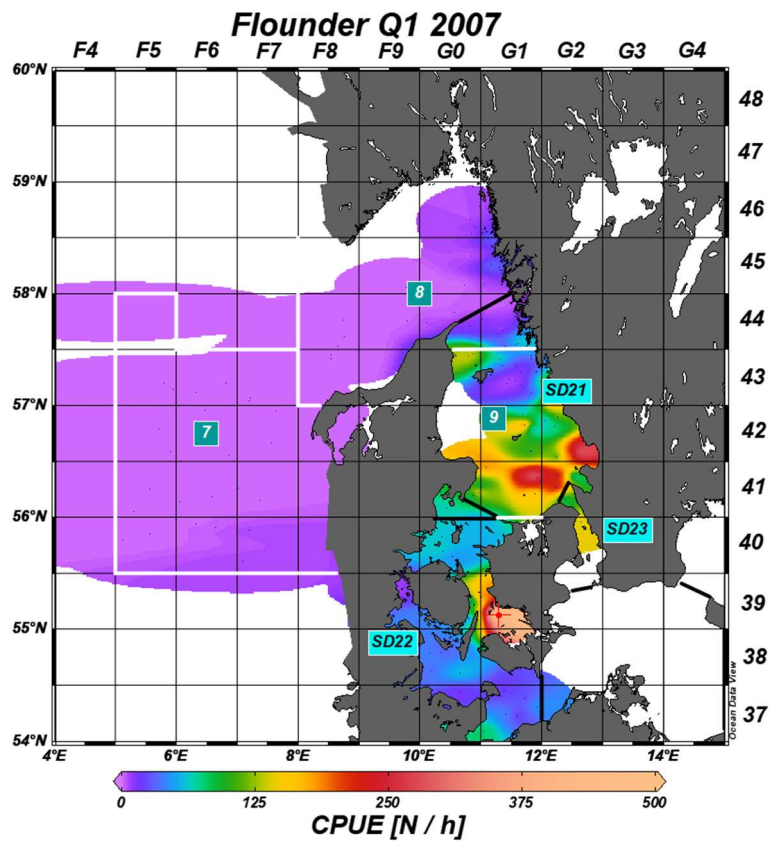 Flounder Q1 2007
F4 F5 F6 F7 F8 F9 G0 G1 G2 G3 G4
60°N
48
47
59°N
46
45
58°N
8
44
43
SD21
57°N
9
7
42
41
56°N
SD23
40
39
55°N
SD22
38
37
Ocean Data View
54°N
4°E 6°E 8°E 10°E 12°E 14°E
0 125 250 375 500
CPUE [N / h]